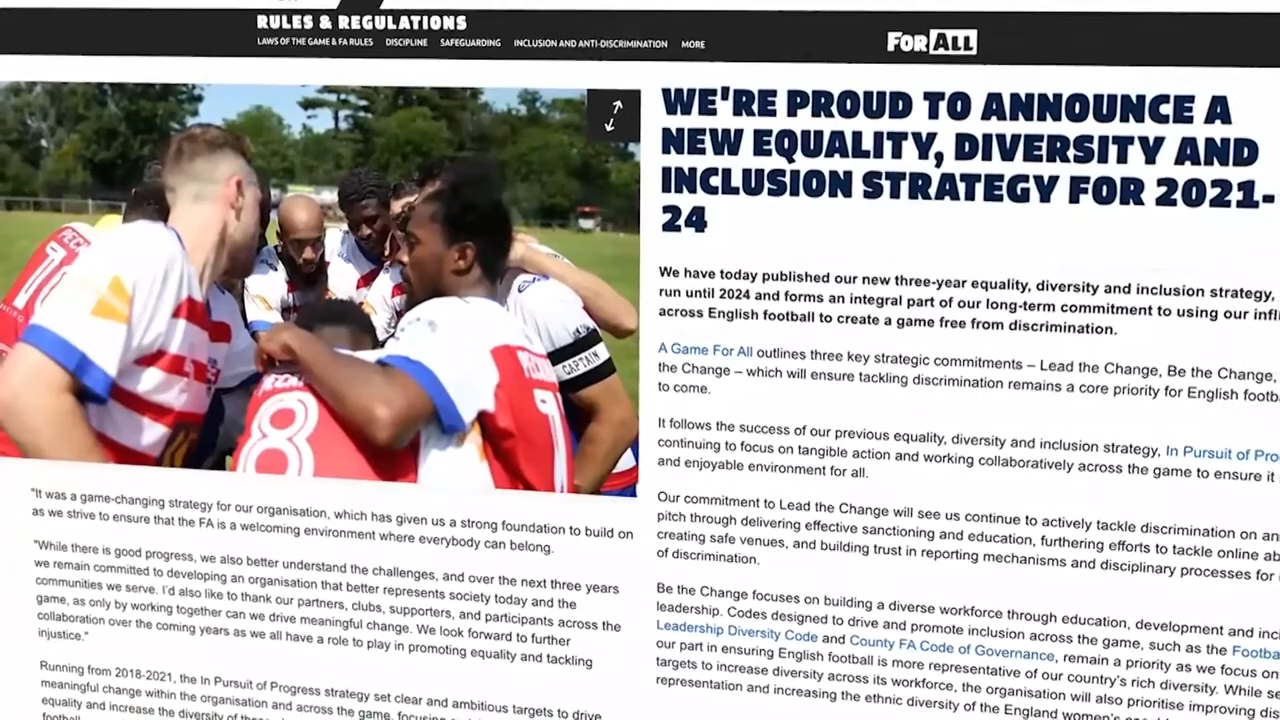 RULES & REGULATIONS
LAWS OF THE GAME & FA RULES DISCIPLINE SAFEGUARDING INCLUSION AND ANTI-DISCRIMINATION MORE
FOR ALL
CAPTAIN
8
"It was a game-changing strategy for our organisation, which has given us a strong foundation to build on
as we strive to ensure that the FA is a welcoming environment where everybody can belong.
"While there is good progress, we also better understand the challenges, and over the next three years
we remain committed to developing an organisation that better represents society today and the
communities we serve. I'd also like to thank our partners, clubs, supporters, and participants across the
game, as only by working together can we drive meaningful change. We look forward to further
collaboration over the coming years as we all have a role to play in promoting equality and tackling
injustice."
Running from 2018-2021, the In Pursuit of Progress strategy set clear and ambitious targets to drive
meaningful change within the organisation and across the game, focusing
equality and increase the diversity of
football
WE'RE PROUD TO ANNOUNCE A
NEW EQUALITY, DIVERSITY AND
INCLUSION STRATEGY FOR 2021-
24
We have today published our new three-year equality, diversity and inclusion strategy,
run until 2024 and forms an integral part of our long-term commitment to using our infl
across English football to create a game free from discrimination.
A Game For All outlines three key strategic commitments – Lead the Change, Be the Change,
the Change – which will ensure tackling discrimination remains a core priority for English footb
to come.
It follows the success of our previous equality, diversity and inclusion strategy, In Pursuit of Pro
continuing to focus on tangible action and working collaboratively across the game to ensure it
and enjoyable environment for all.
Our commitment to Lead the Change will see us continue to actively tackle discrimination on an
pitch through delivering effective sanctioning and education, furthering efforts to tackle online ab
creating safe venues, and building trust in reporting mechanisms and disciplinary processes for
of discrimination.
Be the Change focuses on building a diverse workforce through education, development and incl
leadership. Codes designed to drive and promote inclusion across the game, such as the Footba
Leadership Diversity Code and County FA Code of Governance, remain a priority as we focus on
our part in ensuring English football is more representative of our country's rich diversity. While se
targets to increase diversity across its workforce, the organisation will also prioritise improving dis
representation and increasing the ethnic diversity of the England women's